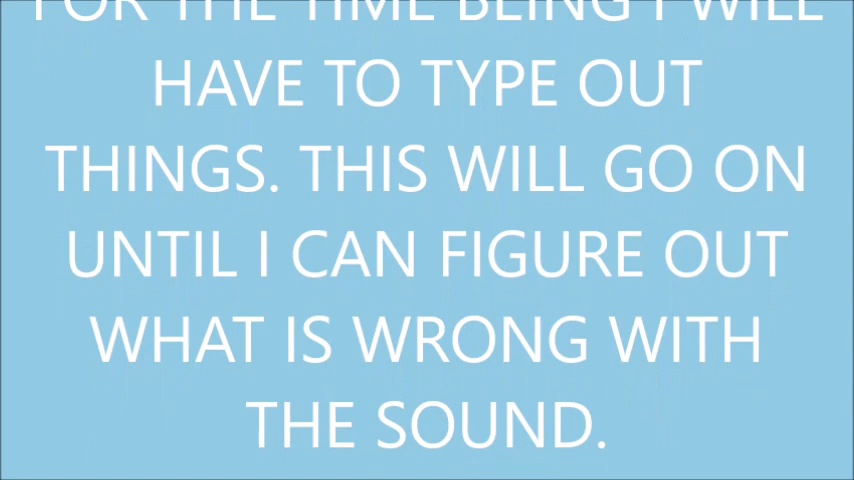 FOR THE TIME BEING I WILL
HAVE TO TYPE OUT
THINGS. THIS WILL GO ON
UNTIL I CAN FIGURE OUT
WHAT IS WRONG WITH
THE SOUND.